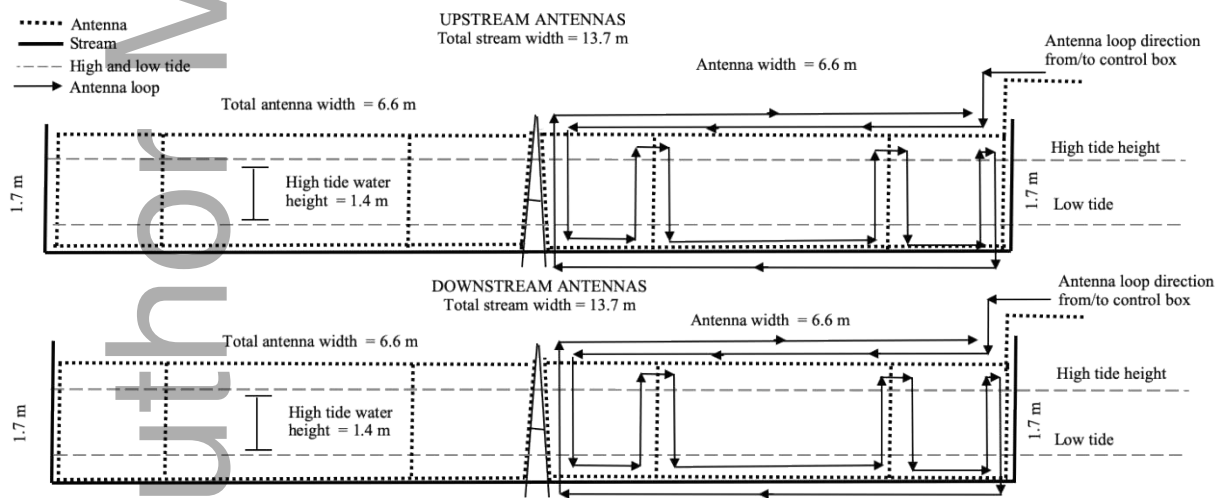 Antenna
Stream
High and low tide
Antenna loop
UPSTREAM ANTENNAS
Total stream width = 13.7 m
Total antenna width = 6.6 m
Antenna width = 6.6 m
Antenna loop direction
from/to control box
1.7 m
High tide water
height = 1.4 m
High tide height
Low tide
1.7 m
DOWNSTREAM ANTENNAS
Total stream width = 13.7 m
Total antenna width = 6.6 m
Antenna width = 6.6 m
Antenna loop direction
from/to control box
1.7 m
High tide water
height = 1.4 m
High tide height
Low tide
1.7 m
uthor M